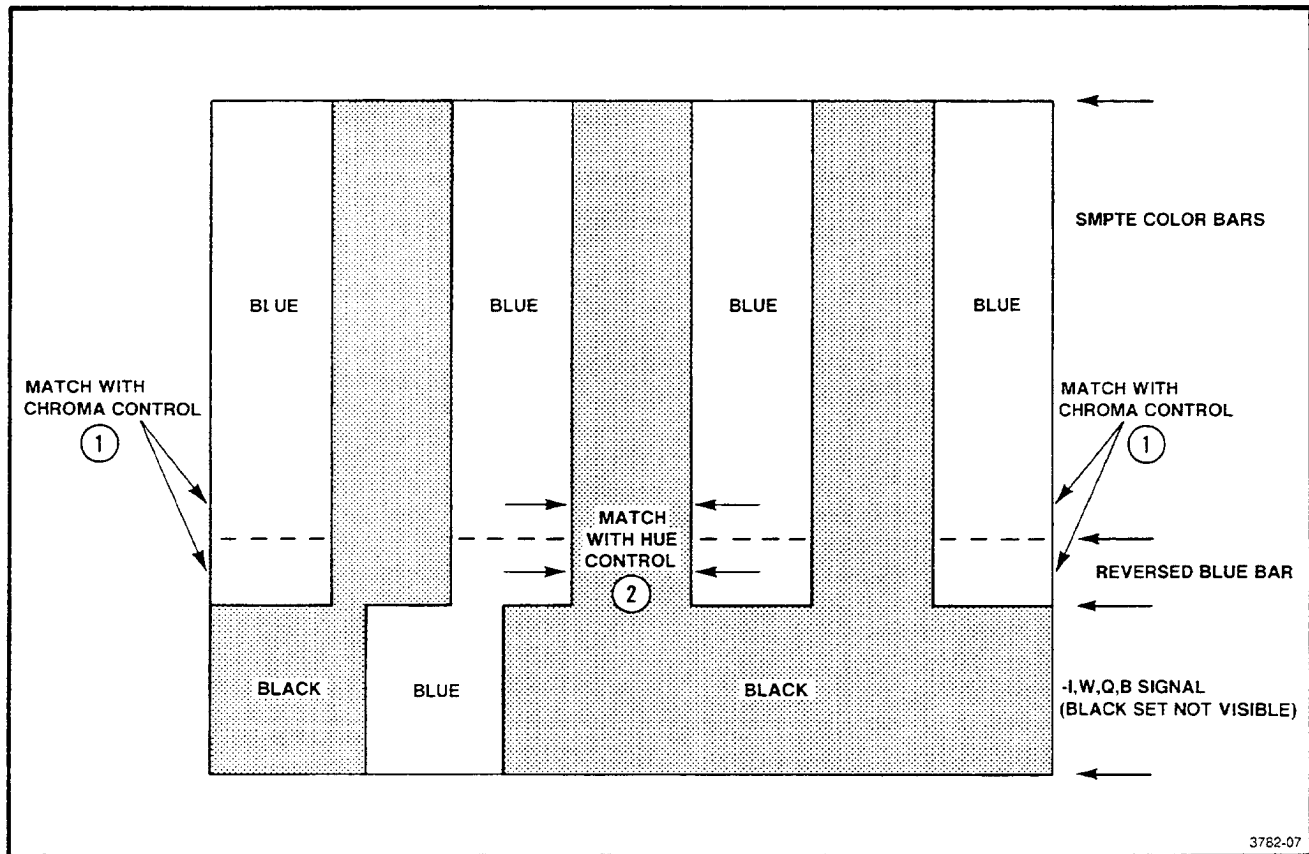 SMPTE COLOR BARS
BLUE
BLUE
BLUE
BLUE
MATCH WITH
CHROMA CONTROL
1
MATCH WITH
CHROMA CONTROL
1
MATCH
WITH HUE
CONTROL
2
REVERSED BLUE BAR
BLACK
BLUE
BLACK
-I,W,Q,B SIGNAL
(BLACK SET NOT VISIBLE)
3782-07